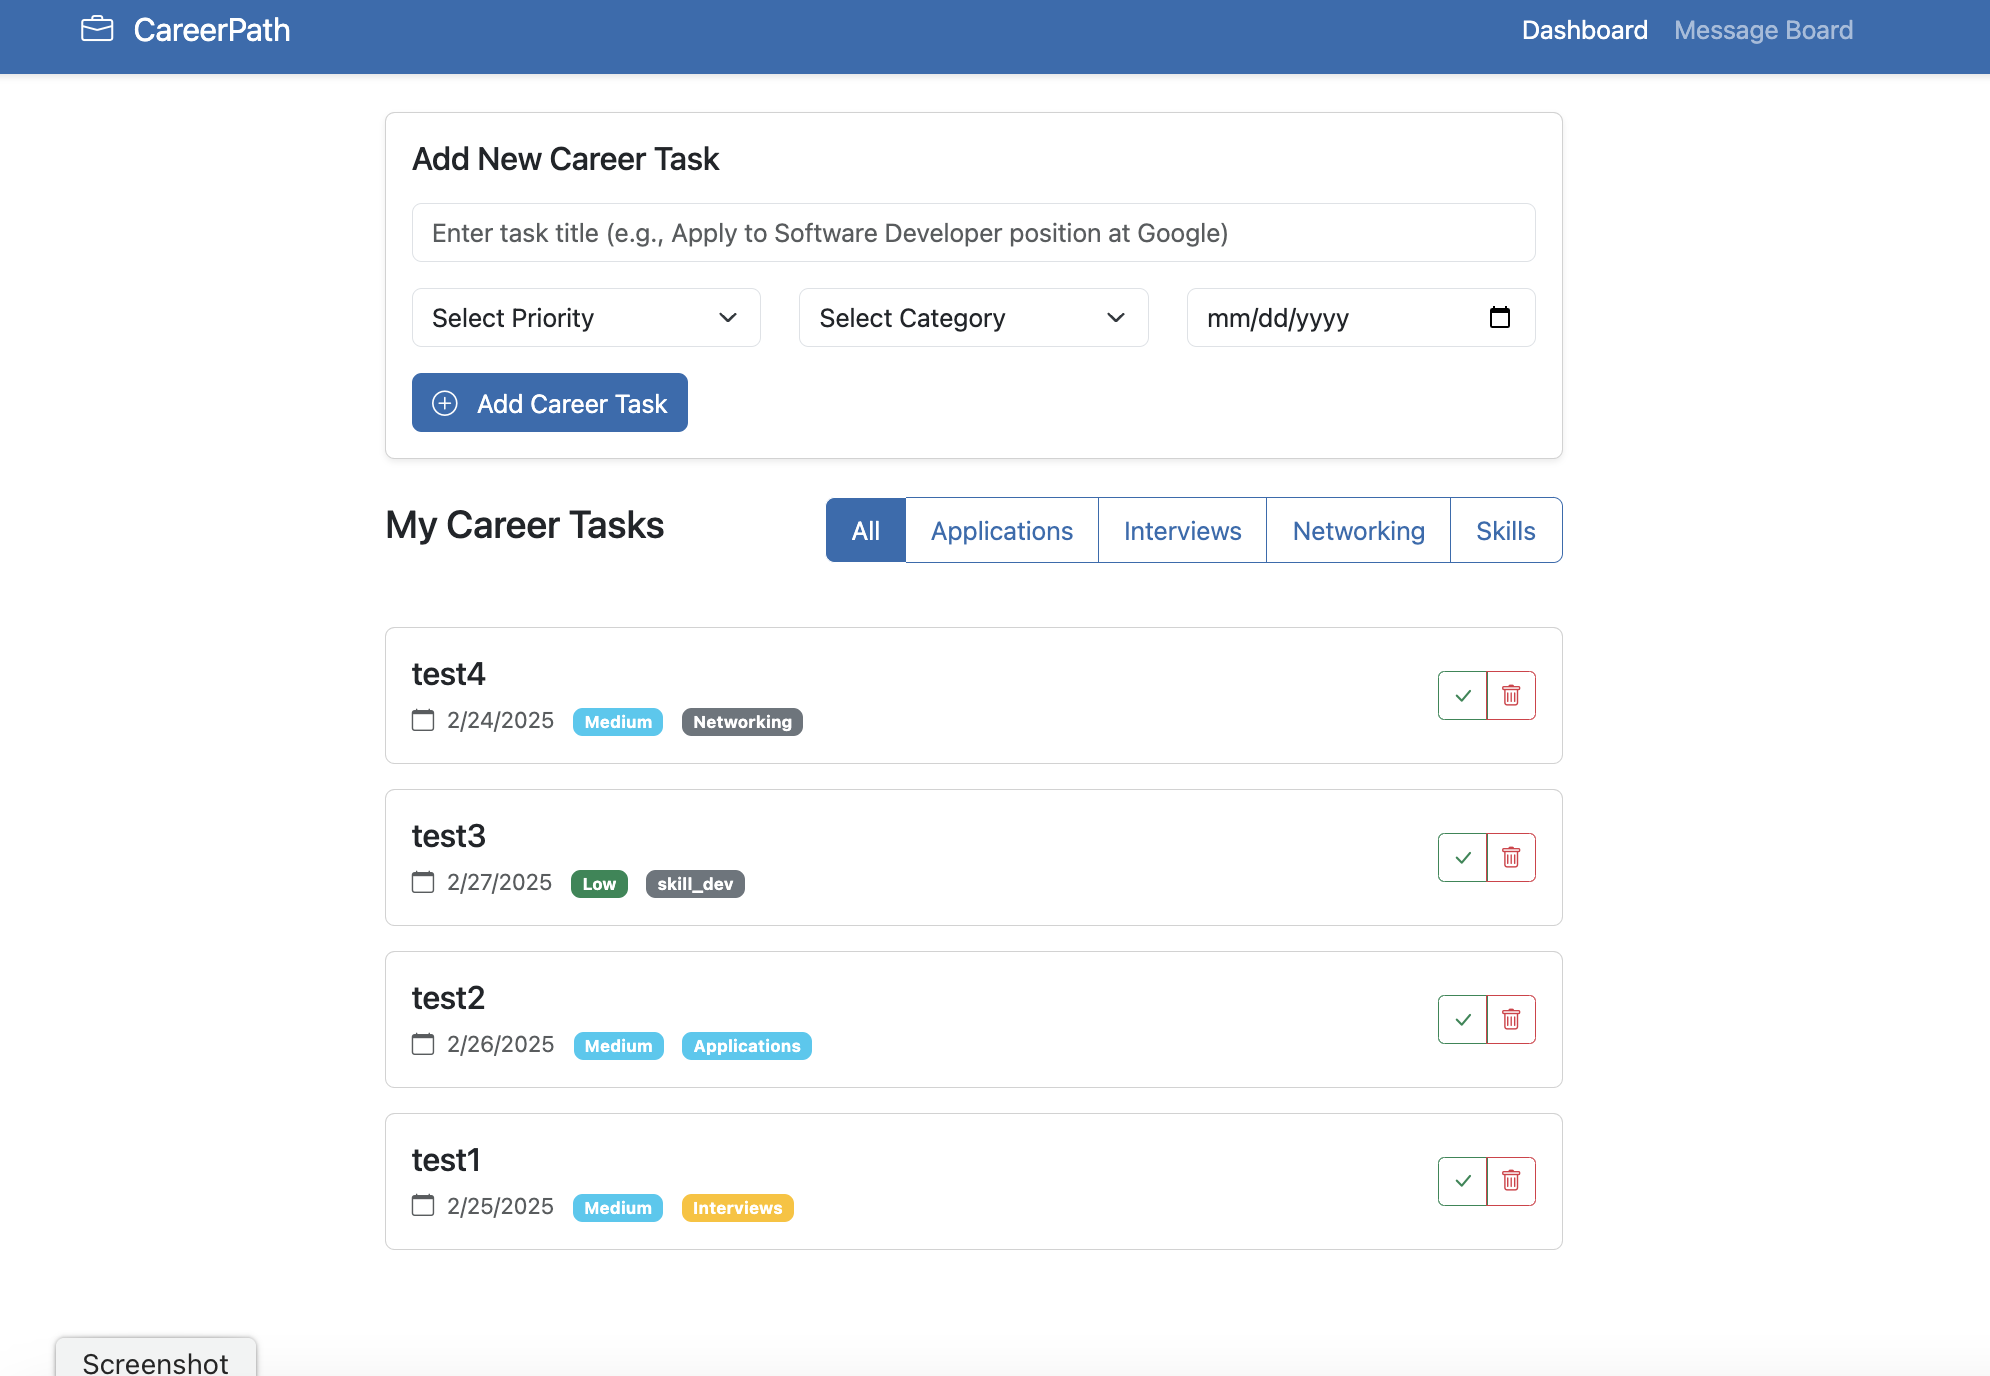 CareerPath Dashboard Message Board
Add New Career Task
Enter task title (e.g., Apply to Software Developer position at Google)
Select Priority Select Category mm/dd/yyyy
Add Career Task
My Career Tasks All Applications Interviews Networking Skills
test4
2/24/2025 Medium Networking
test3
2/27/2025 Low skill_dev
test2
2/26/2025 Medium Applications
test1
2/25/2025 Medium Interviews
Screenshot